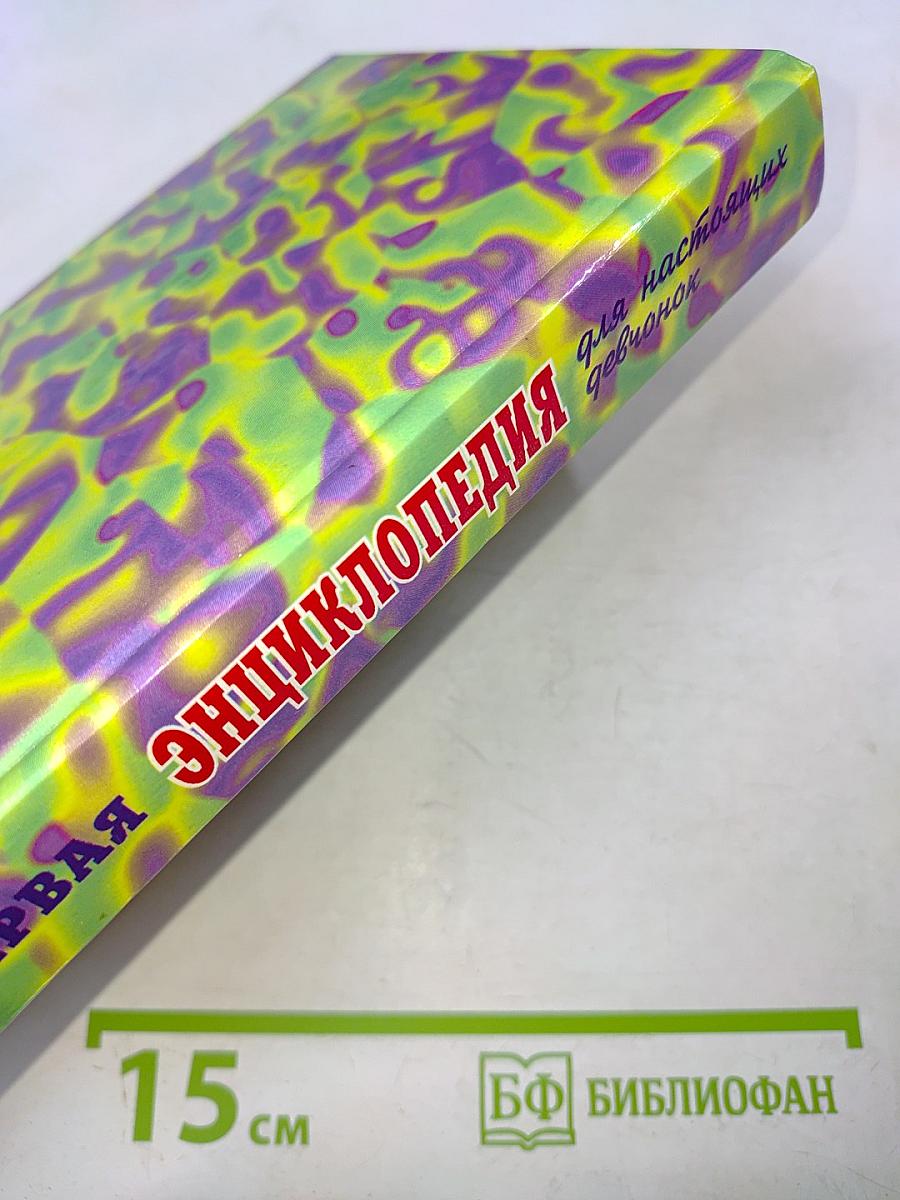 РВАЯ
ЭНЦИКЛОПЕДИЯ
для настоящих
девчонок
15 см
БФ БИБЛИОФАН